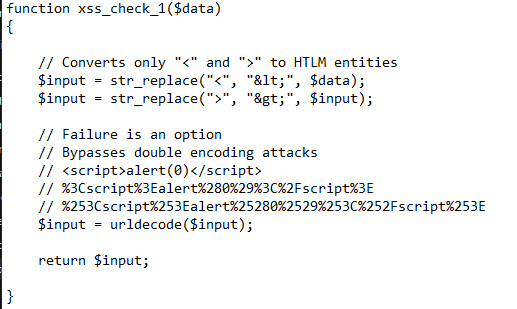 function xss_check_1($data)
{
// Converts only "<" and ">" to HTLM entities
$input = str_replace("<", "&lt;", $data);
$input = str_replace(">", "&gt;", $input);
// Failure is an option
// Bypasses double encoding attacks
// <script>alert(0)</script>
// %3Cscript%3Ealert%280%29%3C%2Fscript%3E
// %253Cscript%253Ealert%25280%2529%253C%252Fscript%253E
$input = urldecode($input);
return $input;
}